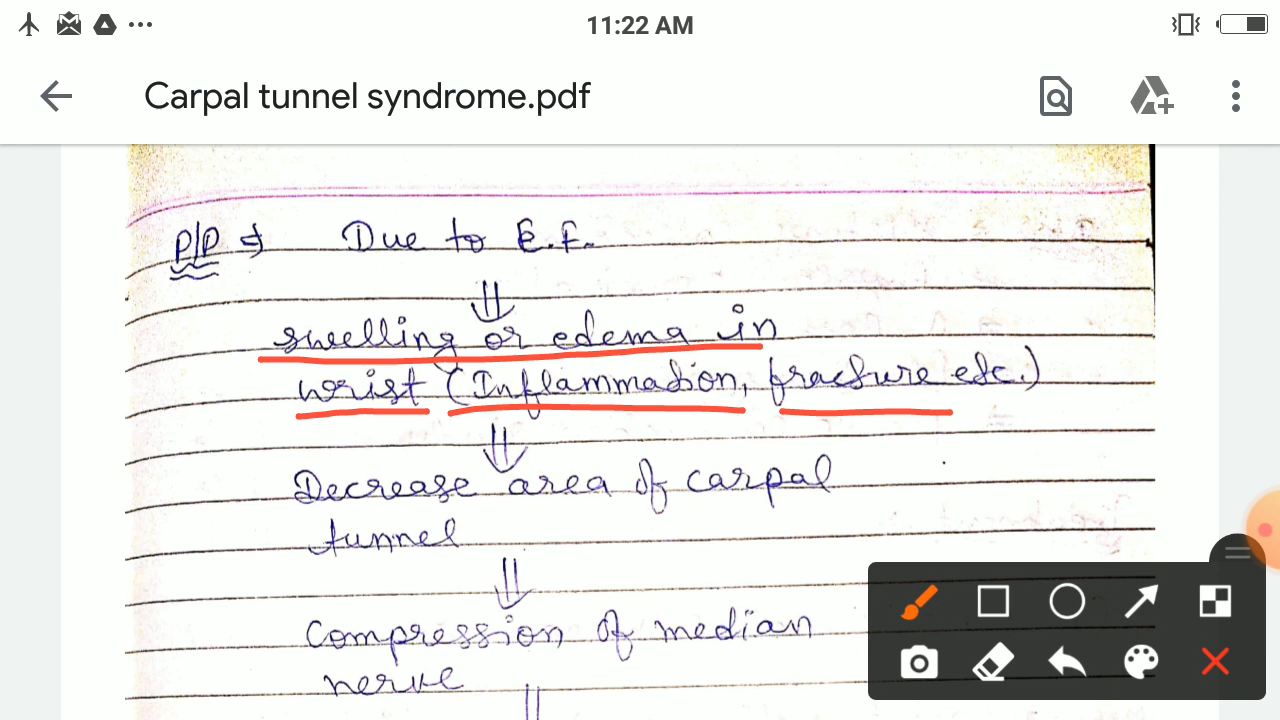 11:22 AM
Carpal tunnel syndrome.pdf
P/P ⇒ Due to E.F.
swelling or edema in
wrist (Inflammation, fracture etc.)
Decrease area of carpal
tunnel
Compression of median
nerve